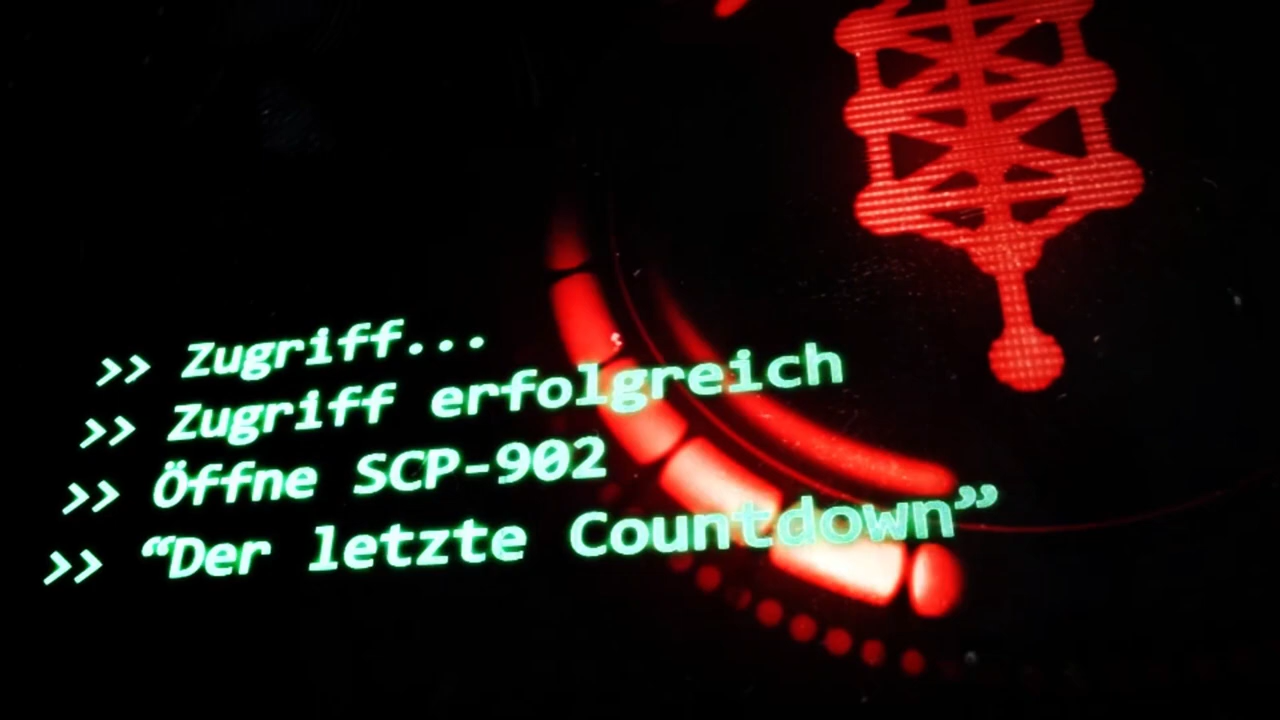 >> Zugriff...
>> Zugriff erfolgreich
>> Öffne SCP-902
>> “Der letzte Countdown”